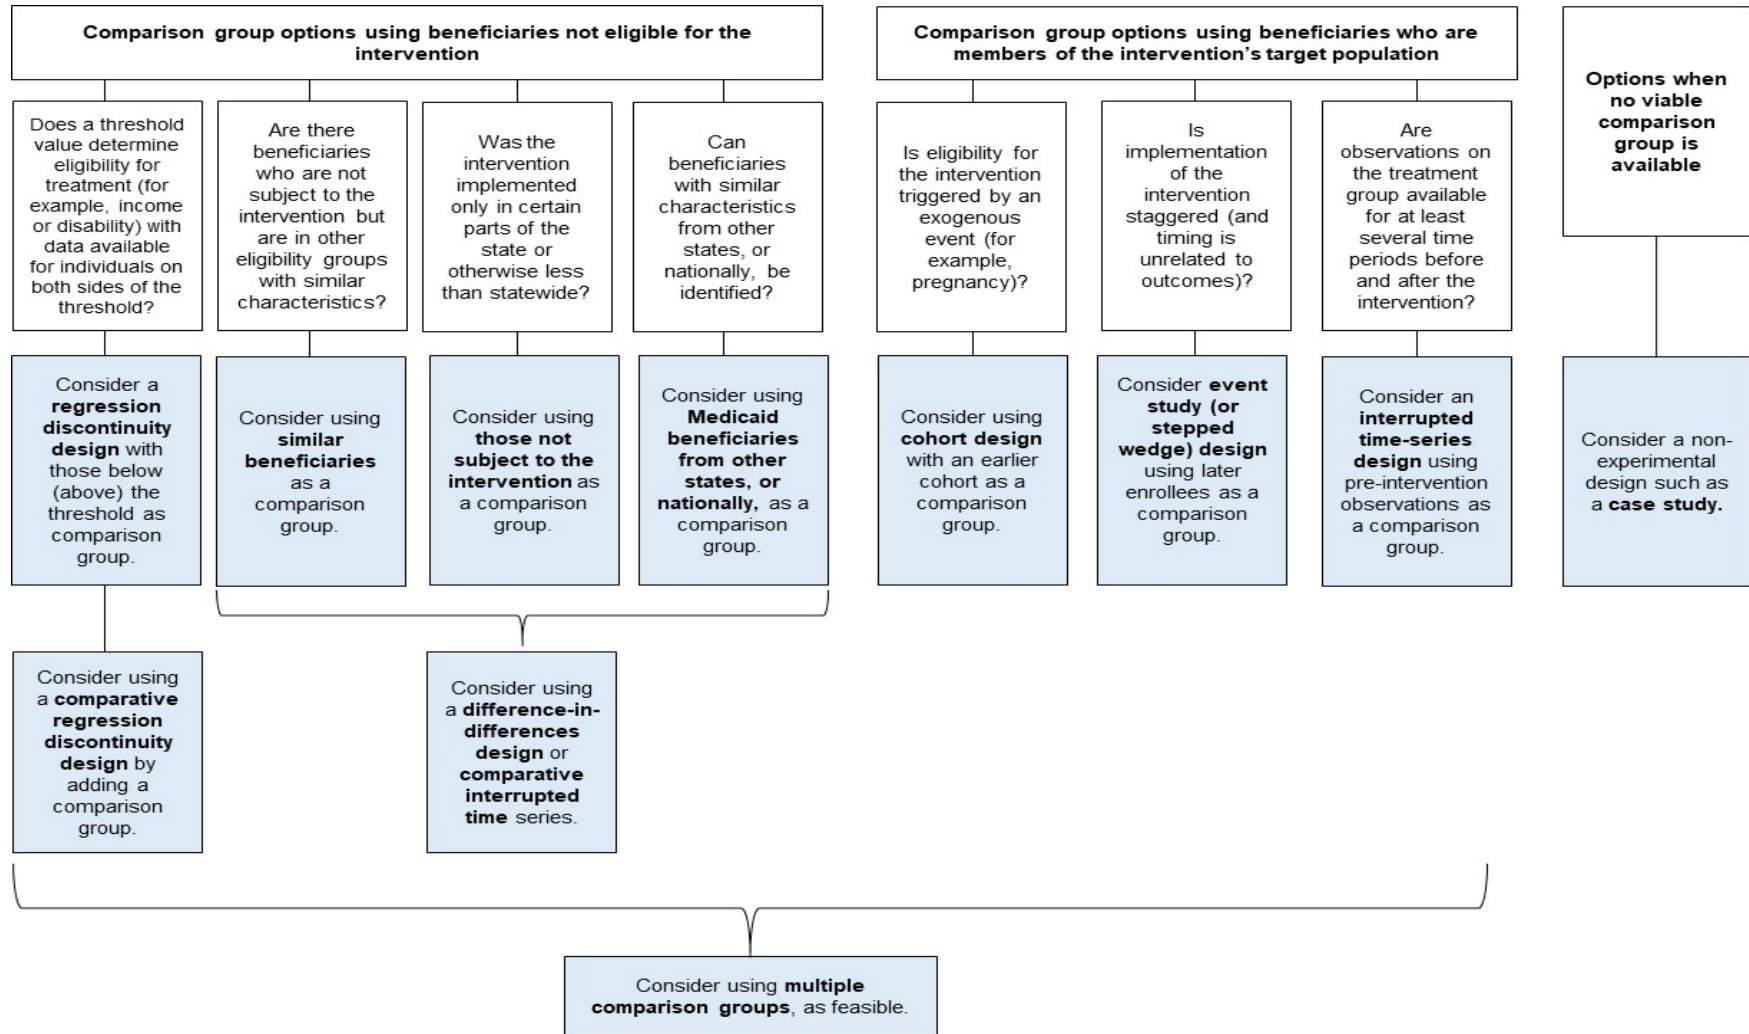 Comparison group options using beneficiaries not eligible for the
intervention
Comparison group options using beneficiaries who are
members of the intervention's target population
Options when
no viable
comparison
group is
available
Does a threshold
value determine
eligibility for
treatment (for
example, income
or disability) with
data available
for individuals on
both sides of the
threshold?
Are there
beneficiaries
who are not
subject to the
intervention but
are in other
eligibility groups
with similar
characteristics?
Was the
intervention
implemented
only in certain
parts of the
state or
otherwise less
than statewide?
Can
beneficiaries
with similar
characteristics
from other
states, or
nationally, be
identified?
Is eligibility for
the intervention
triggered by an
exogenous
event (for
example,
pregnancy)?
Is
implementation
of the
intervention
staggered (and
timing is
unrelated to
outcomes)?
Are
observations on
the treatment
group available
for at least
several time
periods before
and after the
intervention?
Consider a
regression
discontinuity
design with
those below
(above) the
threshold as
comparison
group.
Consider using
similar
beneficiaries
as a
comparison
group.
Consider using
those not
subject to the
intervention as
a comparison
group.
Consider using
Medicaid
beneficiaries
from other
states, or
nationally, as a
comparison
group.
Consider using
cohort design
with an earlier
cohort as a
comparison
group.
Consider event
study (or
stepped
wedge) design
using later
enrollees as a
comparison
group.
Consider an
interrupted
time-series
design using
pre-intervention
observations as
a comparison
group.
Consider a non-
experimental
design such as
a case study.
Consider using
a comparative
regression
discontinuity
design by
adding a
comparison
group.
Consider using
a difference-in-
differences
design or
comparative
interrupted
time series.
Consider using multiple
comparison groups, as feasible.